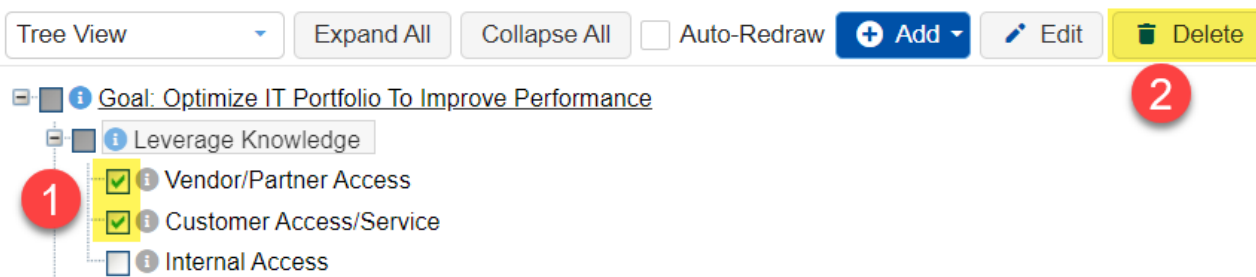 Tree View Expand All Collapse All Auto-Redraw Add Edit Delete
2
Goal: Optimize IT Portfolio To Improve Performance
Leverage Knowledge
1
Vendor/Partner Access
Customer Access/Service
Internal Access